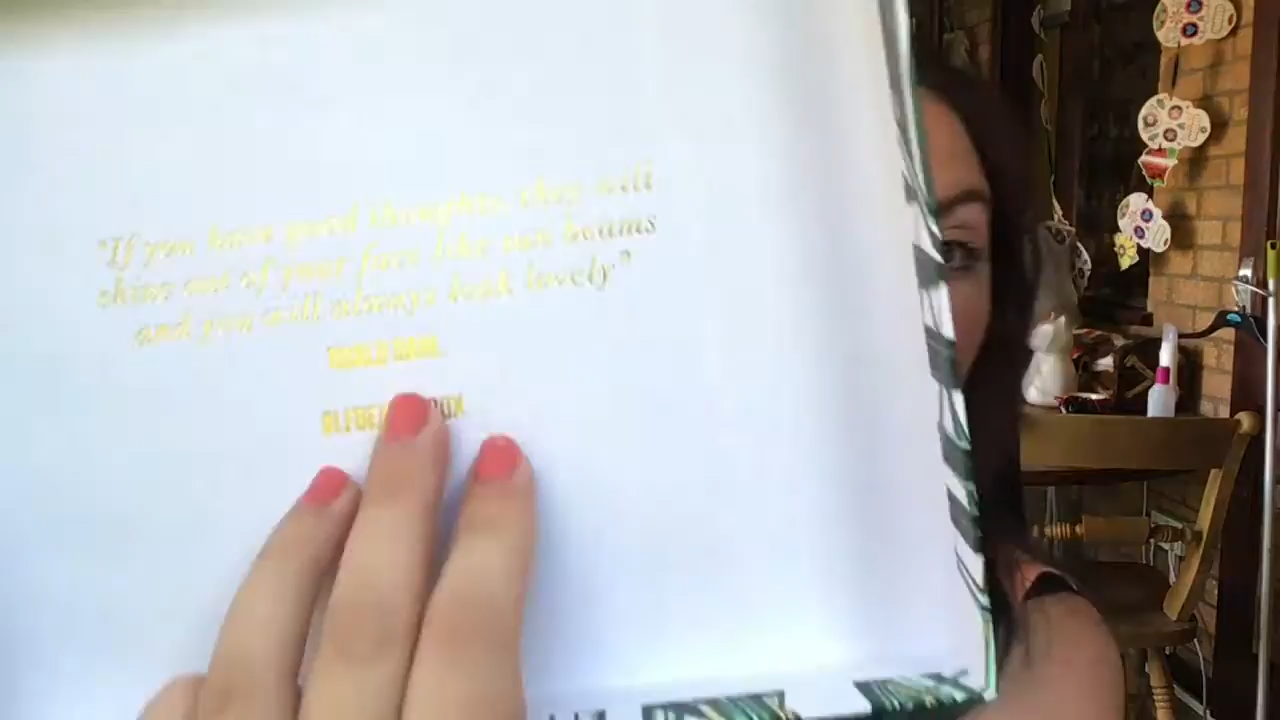 "If you have good thoughts, they will
shine out of your face like sun beams
and you will always look lovely"
ROALD DAHL